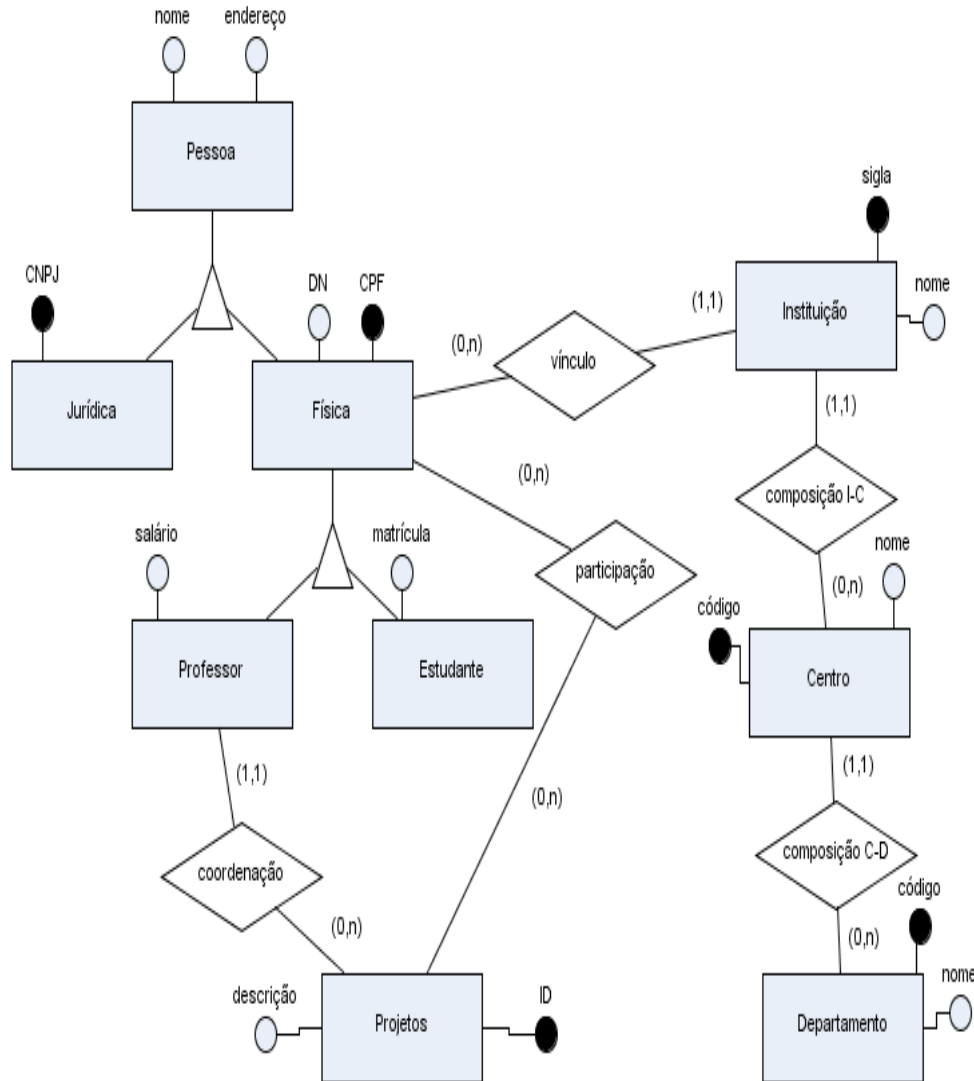 nome
endereço
Pessoa
sigla
CNPJ
DN
CPF
nome
Instituição
(1,1)
(0,n)
vínculo
Jurídica
Física
(1,1)
(0,n)
composição I-C
salário
matrícula
nome
participação
(0,n)
código
Professor
Estudante
Centro
(1,1)
(1,1)
(0,n)
composição C-D
coordenação
código
(0,n)
(0,n)
descrição
ID
nome
Projetos
Departamento